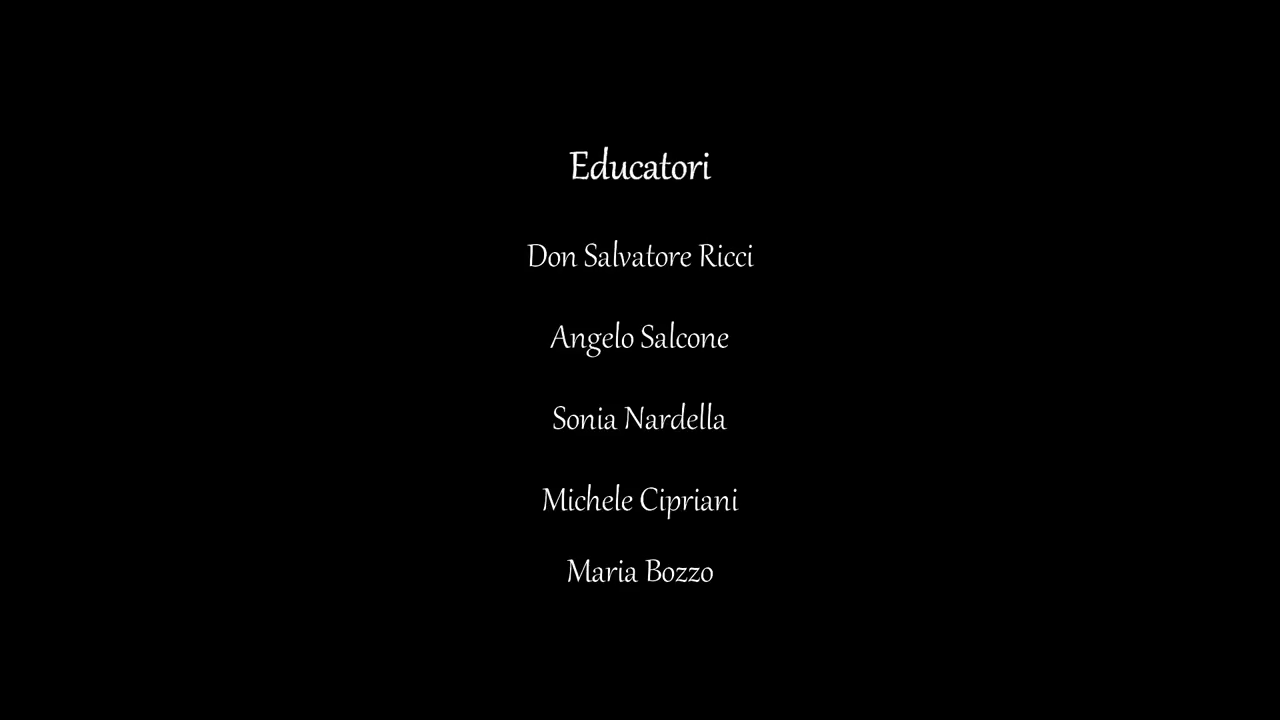 Educatori
Don Salvatore Ricci
Angelo Salcone
Sonia Nardella
Michele Cipriani
Maria Bozzo